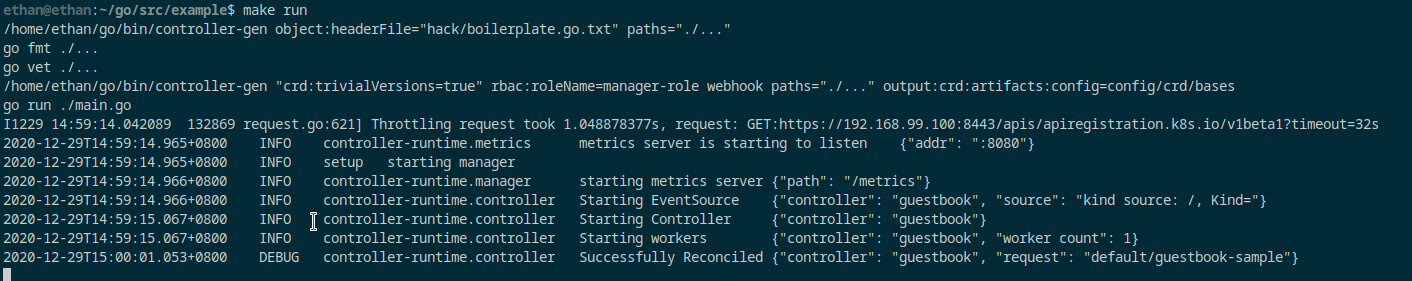 ethan@ethan:~/go/src/example$ make run
/home/ethan/go/bin/controller-gen object:headerFile="hack/boilerplate.go.txt" paths="./..."
go fmt ./...
go vet ./...
/home/ethan/go/bin/controller-gen "crd:trivialVersions=true" rbac:roleName=manager-role webhook paths="./..." output:crd:artifacts:config=config/crd/bases
go run ./main.go
I1229 14:59:14.042089  132869 request.go:621] Throttling request took 1.048878377s, request: GET:https://192.168.99.100:8443/apis/apiregistration.k8s.io/v1beta1?timeout=32s
2020-12-29T14:59:14.965+0800    INFO    controller-runtime.metrics      metrics server is starting to listen    {"addr": ":8080"}
2020-12-29T14:59:14.965+0800    INFO    setup   starting manager
2020-12-29T14:59:14.966+0800    INFO    controller-runtime.manager      starting metrics server {"path": "/metrics"}
2020-12-29T14:59:14.966+0800    INFO    controller-runtime.controller   Starting EventSource    {"controller": "guestbook", "source": "kind source: /, Kind="}
2020-12-29T14:59:15.067+0800    INFO    controller-runtime.controller   Starting Controller     {"controller": "guestbook"}
2020-12-29T14:59:15.067+0800    INFO    controller-runtime.controller   Starting workers        {"controller": "guestbook", "worker count": 1}
2020-12-29T15:00:01.053+0800    DEBUG   controller-runtime.controller   Successfully Reconciled {"controller": "guestbook", "request": "default/guestbook-sample"}